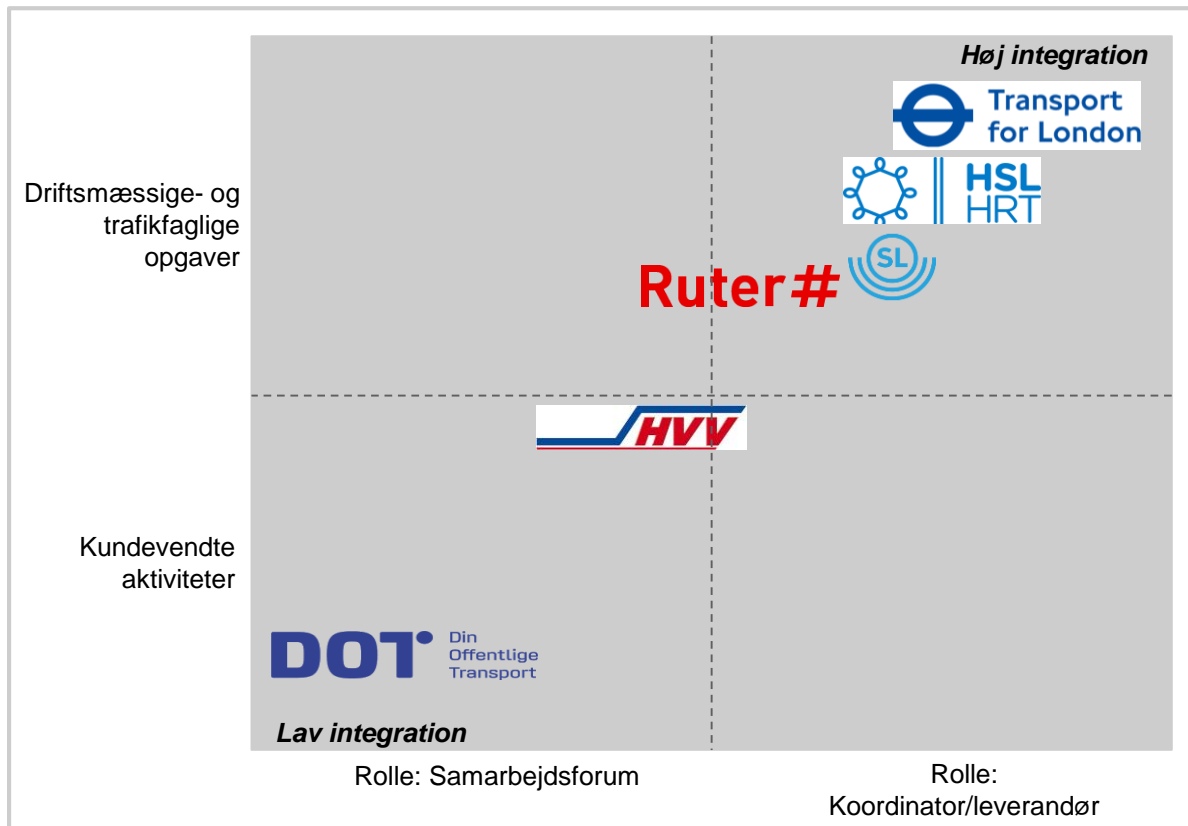 Høj integration
Transport
for London
HSL
HRT
Driftsmæssige- og
trafikfaglige
opgaver
SL
Ruter#
HVV
Kundevendte
aktiviteter
DOT
Din
Offentlige
Transport
Lav integration
Rolle: Samarbejdsforum
Rolle:
Koordinator/leverandør